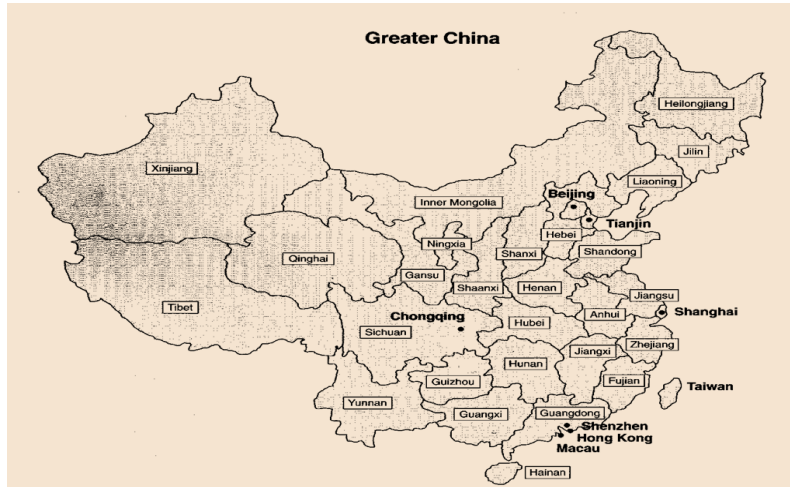 Greater China
Heilongjiang
Jilin
Xinjiang
Liaoning
Beijing
Inner Mongolia
Tianjin
Hebei
Ningxia
Shanxi
Shandong
Qinghai
Gansu
Shaanxi
Henan
Jiangsu
Tibet
Anhui
Shanghai
Chongqing
Hubei
Sichuan
Zhejiang
Jiangxi
Hunan
Guizhou
Fujian
Taiwan
Yunnan
Guangxi
Guangdong
Shenzhen
Hong Kong
Macau
Hainan